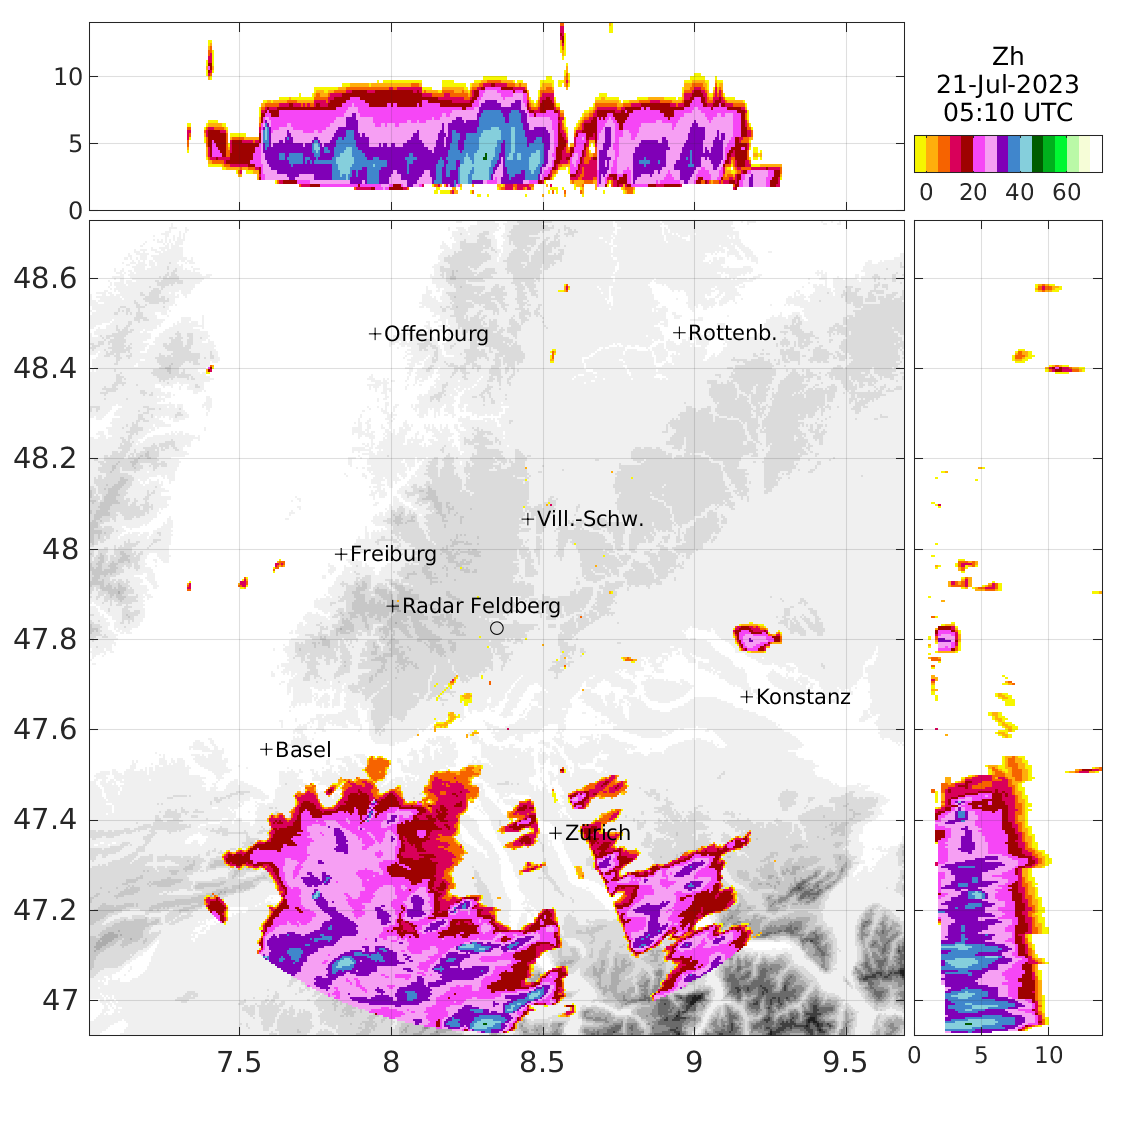 10
5
0
Zh
21-Jul-2023
05:10 UTC
0 20 40 60
48.6
48.4
48.2
48
47.8
47.6
47.4
47.2
47
+Offenburg
+Rottenb.
+Vill.-Schw.
+Freiburg
+Radar Feldberg
+Konstanz
+Basel
+Zürich
7.5 8 8.5 9 9.5
0 5 10